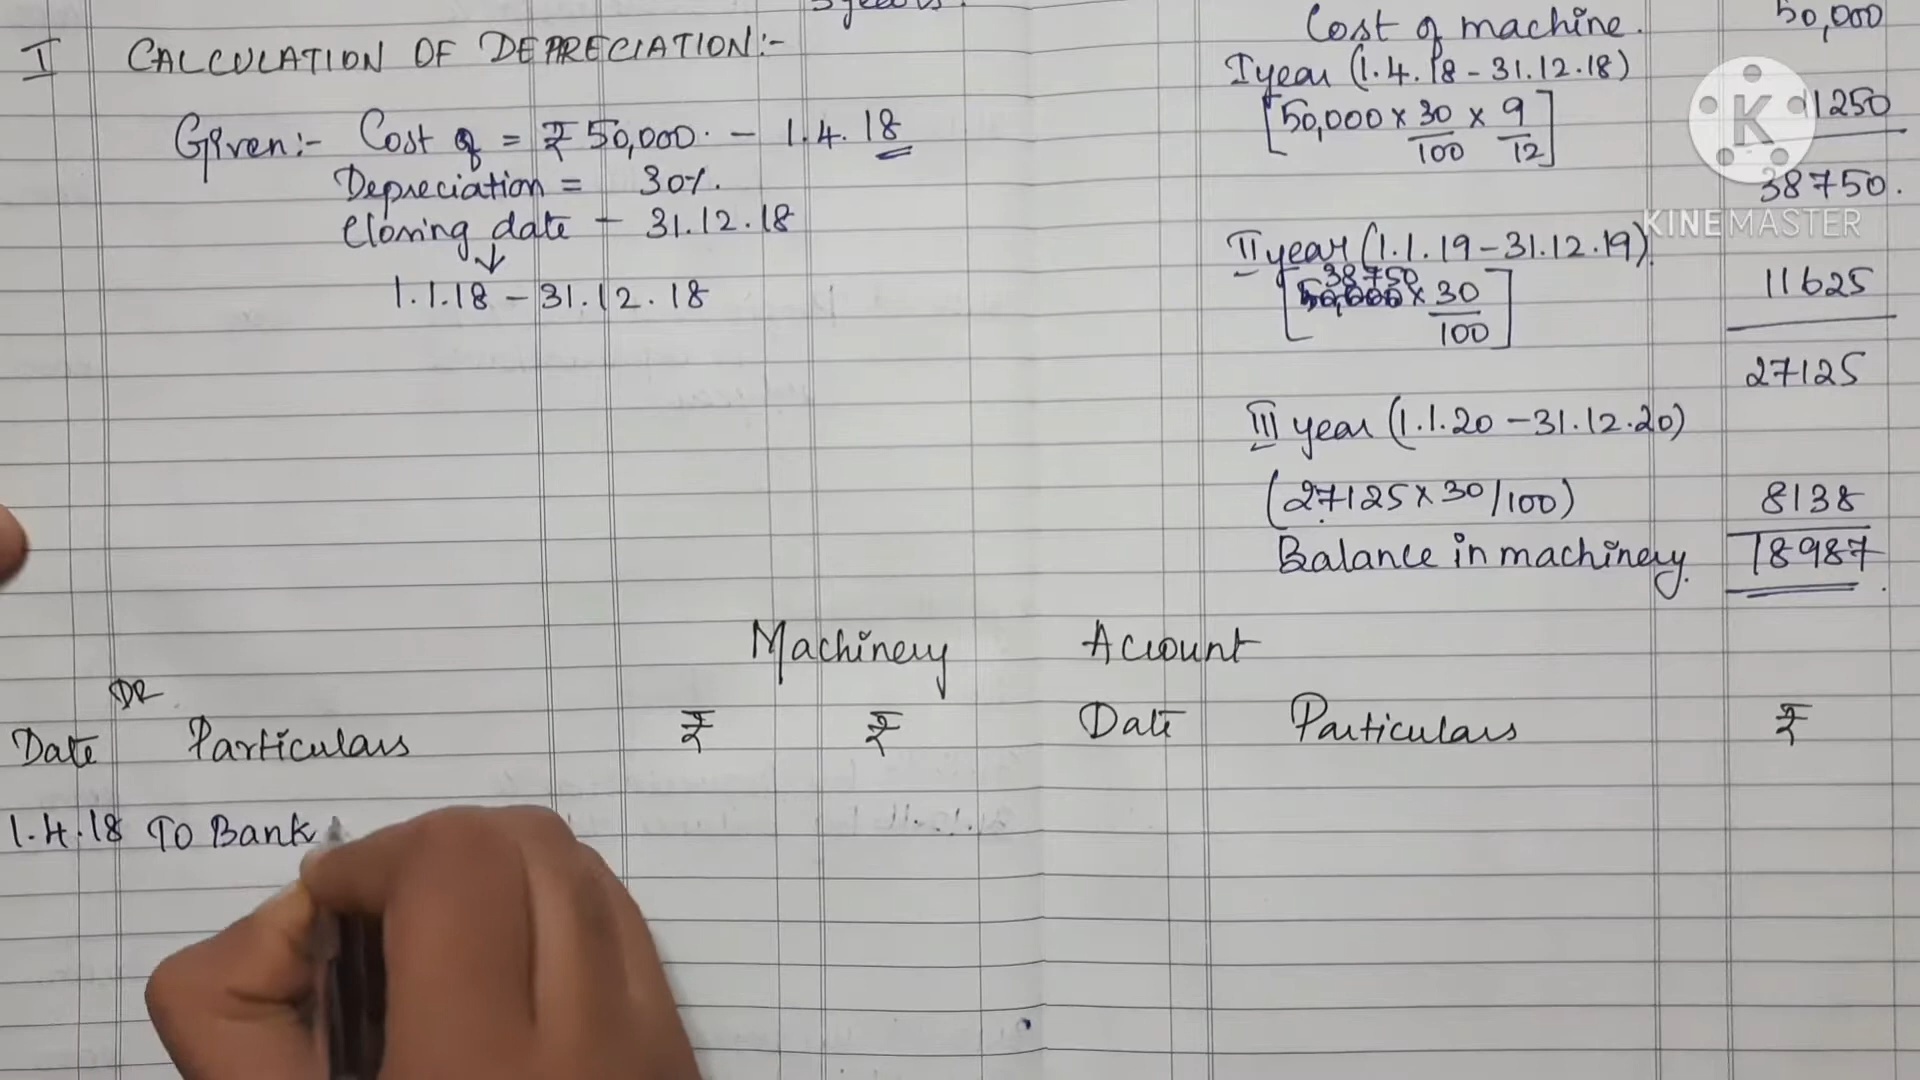 I CALCULATION OF DEPRECIATION:-
Given:- Cost of = ₹ 50,000. - 1.4.18
Depreciation = 30%.
Closing date - 31.12.18
1.1.18 - 31.12.18
Cost of machine. 50,000
I year (1.4.18 - 31.12.18)
[50,000 × 30/100 × 9/12] 11250
38750.
KINEMASTER
II year (1.1.19 - 31.12.19)
38750
[50,000 × 30/100] 11625
27125
III year (1.1.20 - 31.12.20)
(27125 × 30/100) 8138
Balance in machinery. 18987
Machinery Account
DR
Date Particulars ₹ ₹ Date Particulars ₹
1.4.18 To Bank